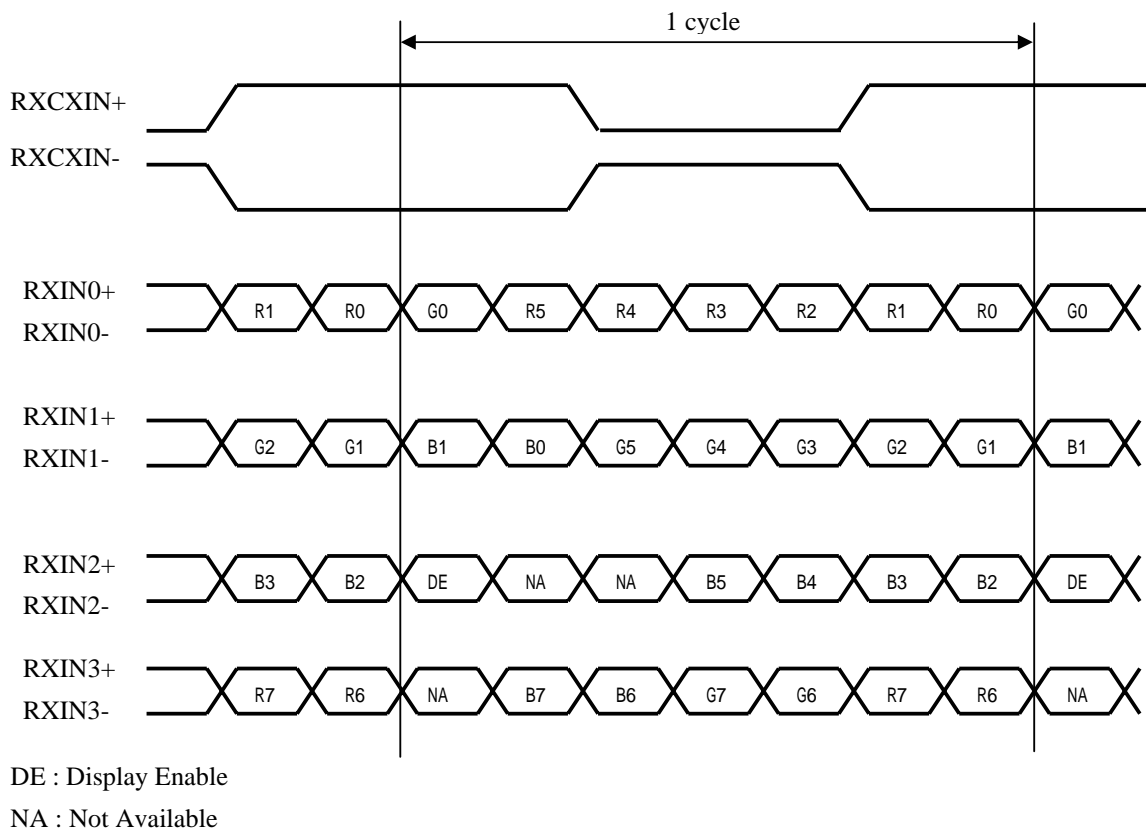 1 cycle
RXCXIN+
RXCXIN-
RXIN0+
R1 R0 G0 R5 R4 R3 R2 R1 R0 G0
RXIN0-
RXIN1+
G2 G1 B1 B0 G5 G4 G3 G2 G1 B1
RXIN1-
RXIN2+
B3 B2 DE NA NA B5 B4 B3 B2 DE
RXIN2-
RXIN3+
R7 R6 NA B7 B6 G7 G6 R7 R6 NA
RXIN3-
DE : Display Enable
NA : Not Available